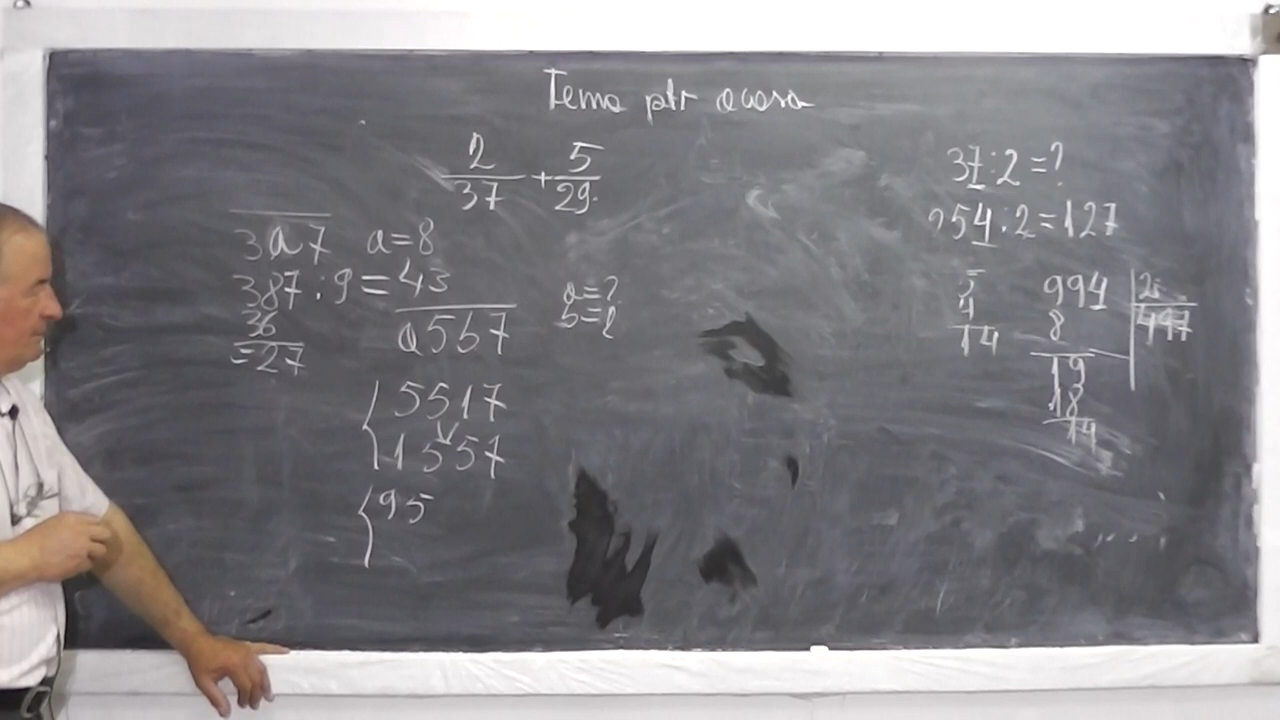 Tema ptr acasa
2/37 + 5/29
3a7 a=8
387:9=43
36
=27
a=?
b=?
a5b7
{5517
1557
{95
37:2=?
254:2=127
14
994 | 2
8 497
19
18
14